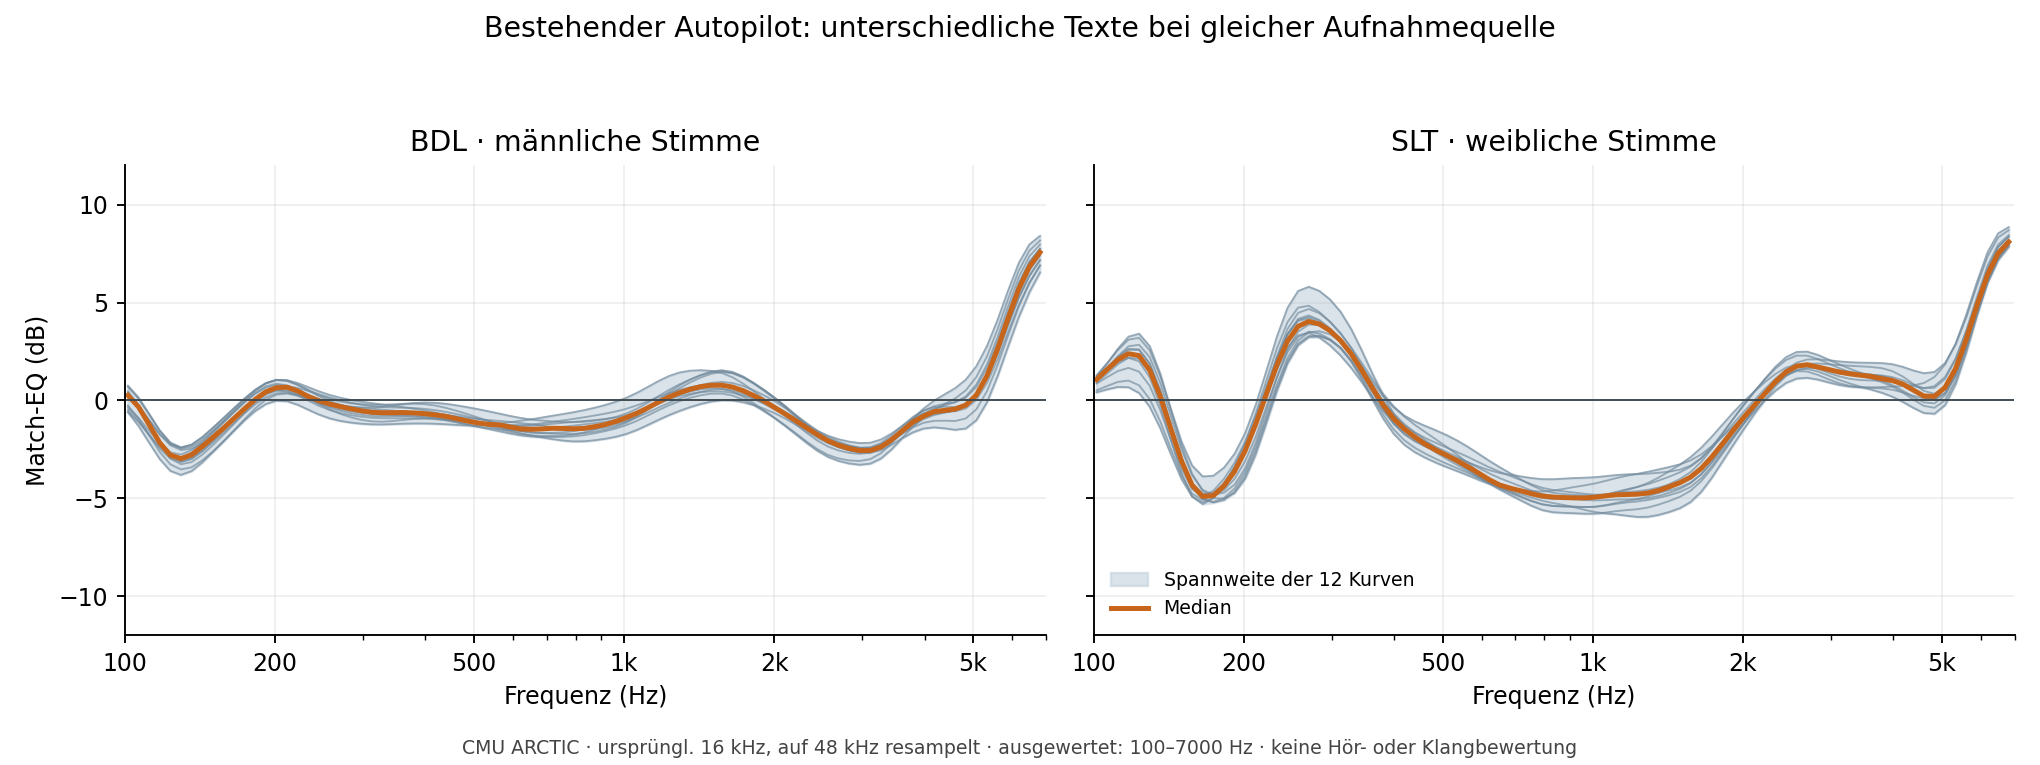 Bestehender Autopilot: unterschiedliche Texte bei gleicher Aufnahmequelle
BDL · männliche Stimme
SLT · weibliche Stimme
Match-EQ (dB)
10
5
0
−5
−10
100 200 500 1k 2k 5k
100 200 500 1k 2k 5k
Spannweite der 12 Kurven
Median
Frequenz (Hz)
Frequenz (Hz)
CMU ARCTIC · ursprüngl. 16 kHz, auf 48 kHz resampelt · ausgewertet: 100–7000 Hz · keine Hör- oder Klangbewertung